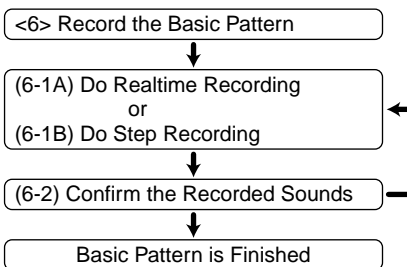 <6> Record the Basic Pattern
(6-1A) Do Realtime Recording
or
(6-1B) Do Step Recording
(6-2) Confirm the Recorded Sounds
Basic Pattern is Finished